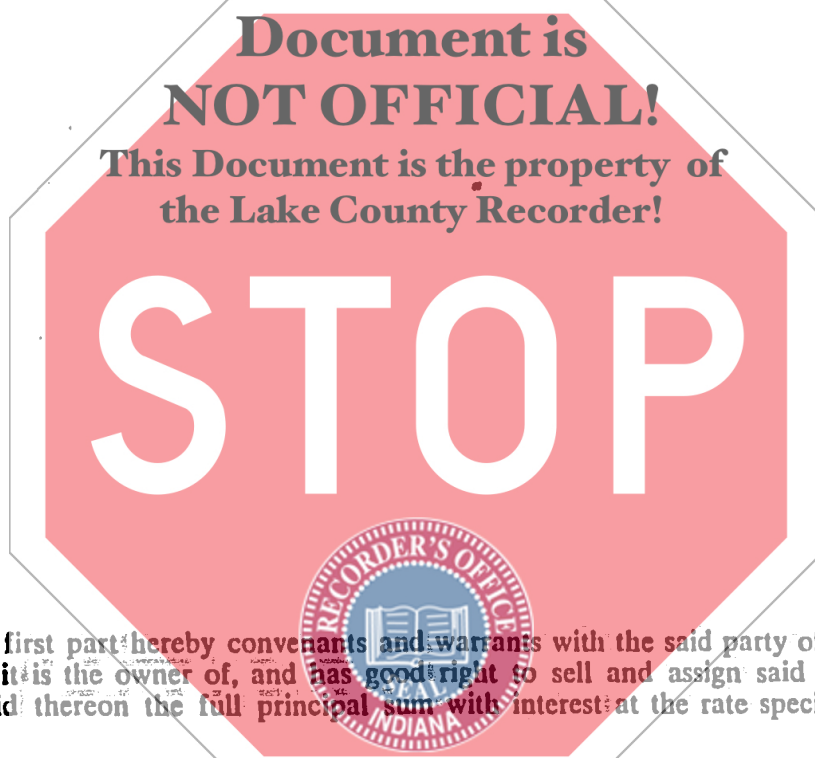 Document is
NOT OFFICIAL!
This Document is the property of
the Lake County Recorder!
STOP
RECORDER'S OFFICE
SEAL
INDIANA
first part hereby convenants and warrants with the said party of
it is the owner of, and has good right to sell and assign said
thereon the full principal sum with interest at the rate speci